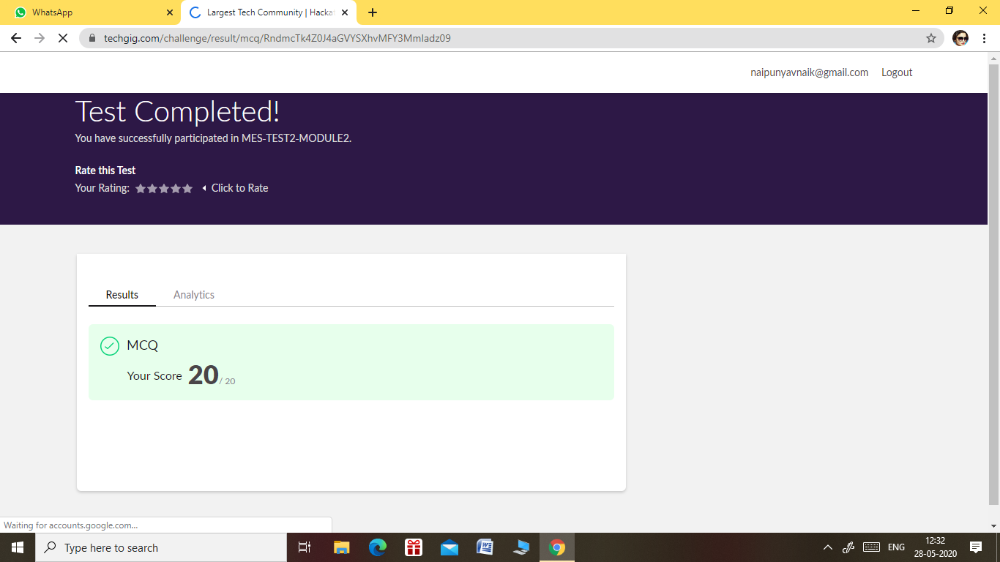 WhatsApp
Largest Tech Community | Hacka
techgig.com/challenge/result/mcq/RndmcTk4Z0J4aGVYSXhvMFY3Mmladz09
naipunyavnaik@gmail.com Logout
Test Completed!
You have successfully participated in MES-TEST2-MODULE2.
Rate this Test
Your Rating: Click to Rate
Results Analytics
MCQ
Your Score 20 / 20
Waiting for accounts.google.com...
Type here to search
ENG
12:32
28-05-2020